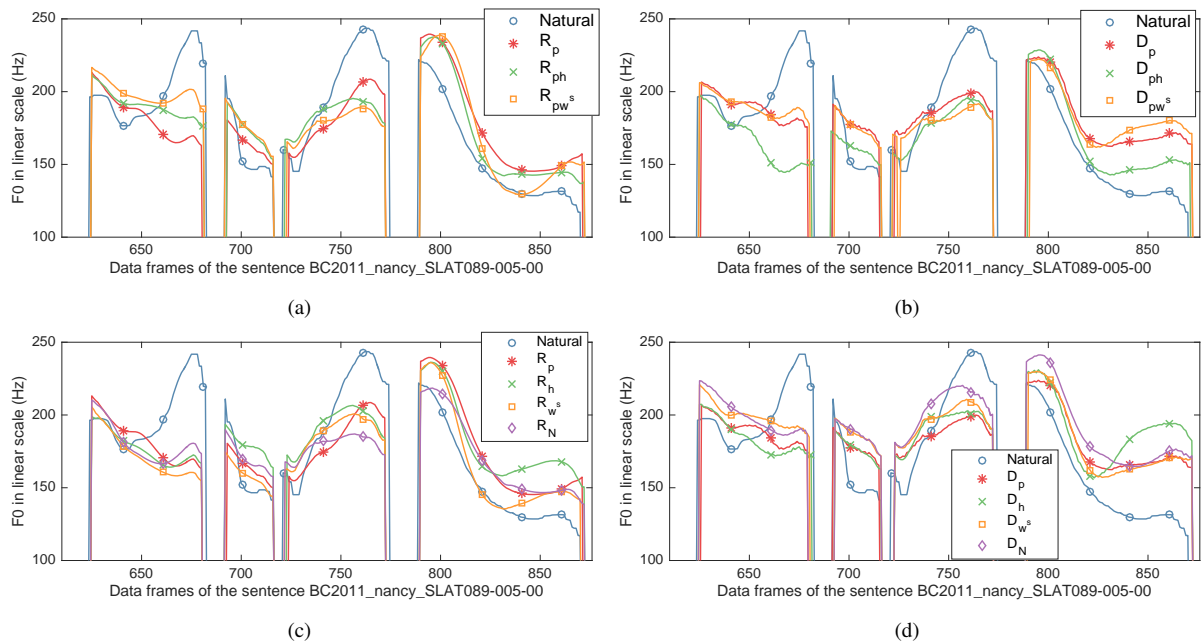 250
200
150
100
F0 in linear scale (Hz)
650 700 750 800 850
Data frames of the sentence BC2011_nancy_SLAT089-005-00
Natural
R_p
R_ph
R_pw^s
(a)
250
200
150
100
F0 in linear scale (Hz)
650 700 750 800 850
Data frames of the sentence BC2011_nancy_SLAT089-005-00
Natural
D_p
D_ph
D_pw^s
(b)
250
200
150
100
F0 in linear scale (Hz)
650 700 750 800 850
Data frames of the sentence BC2011_nancy_SLAT089-005-00
Natural
R_p
R_h
R_w^s
R_N
(c)
250
200
150
100
F0 in linear scale (Hz)
650 700 750 800 850
Data frames of the sentence BC2011_nancy_SLAT089-005-00
Natural
D_p
D_h
D_w^s
D_N
(d)